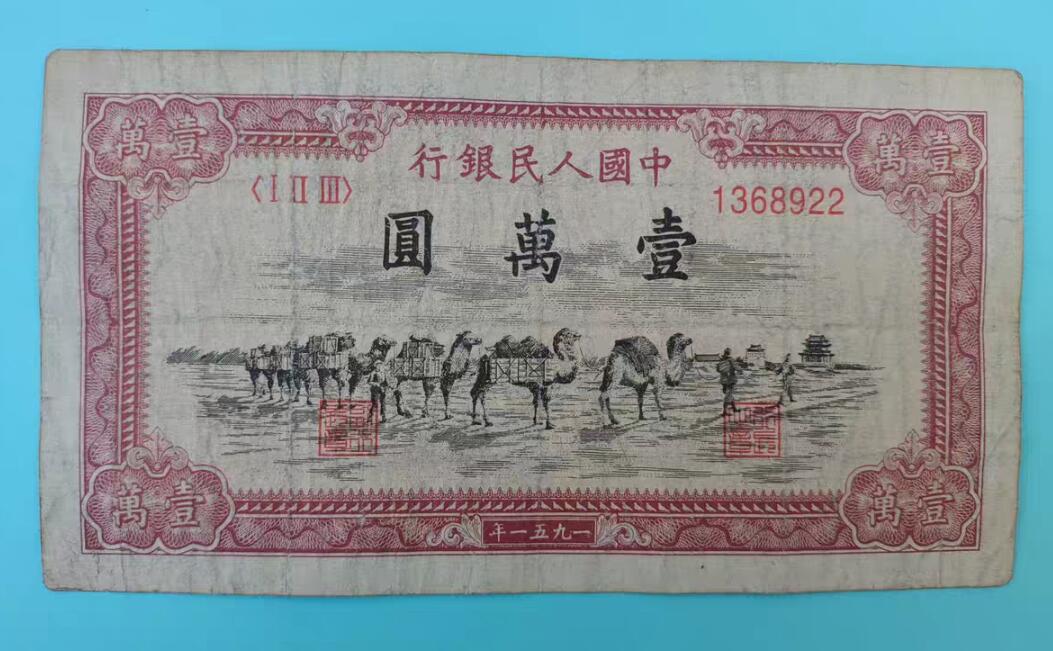 壹萬
壹萬
中國人民銀行
〈Ⅰ Ⅱ Ⅲ〉
1368922
壹萬圓
壹萬
壹萬
一九五一年